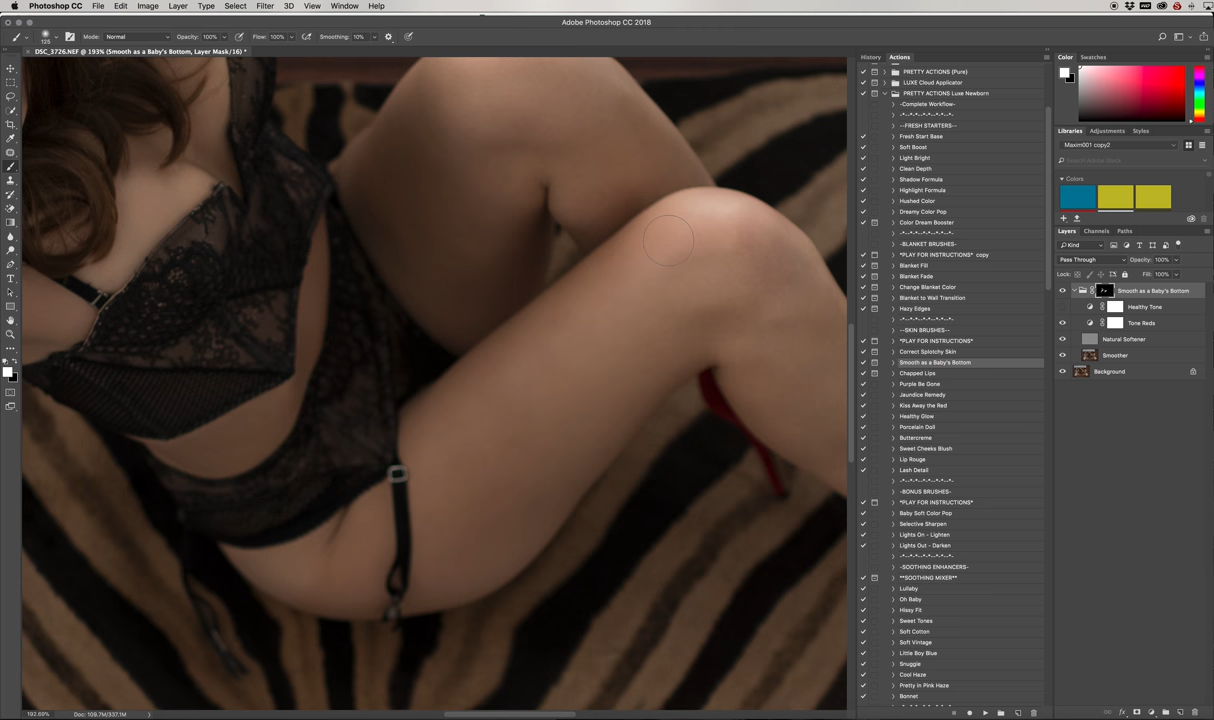 Photoshop CC File Edit Image Layer Type Select Filter 3D View Window Help
Adobe Photoshop CC 2018
125 Mode: Normal Opacity: 100% Flow: 100% Smoothing: 10%
DSC_3726.NEF @ 193% (Smooth as a Baby's Bottom, Layer Mask/16) *
History Actions
PRETTY ACTIONS (Pure)
LUXE Cloud Applicator
PRETTY ACTIONS Luxe Newborn
-Complete Workflow-
-*--*-*--*-*--*-*--*-
--FRESH STARTERS--
Fresh Start Base
Soft Boost
Light Bright
Clean Depth
Shadow Formula
Highlight Formula
Hushed Color
Dreamy Color Pop
Color Dream Booster
-*--*-*--*-*--*-*--*-
-BLANKET BRUSHES-
*PLAY FOR INSTRUCTIONS* copy
Blanket Fill
Blanket Fade
Change Blanket Color
Blanket to Wall Transition
Hazy Edges
-*--*-*--*-*--*-*--*-
--SKIN BRUSHES--
*PLAY FOR INSTRUCTIONS*
Correct Splotchy Skin
Smooth as a Baby's Bottom
Chapped Lips
Purple Be Gone
Jaundice Remedy
Kiss Away the Red
Healthy Glow
Porcelain Doll
Buttercreme
Sweet Cheeks Blush
Lip Rouge
Lash Detail
-*--*-*--*-*--*-*--*-
-BONUS BRUSHES-
*PLAY FOR INSTRUCTIONS*
Baby Soft Color Pop
Selective Sharpen
Lights On - Lighten
Lights Out - Darken
-*--*-*--*-*--*-*--*-
-SOOTHING ENHANCERS-
**SOOTHING MIXER**
Lullaby
Oh Baby
Hissy Fit
Sweet Tones
Soft Cotton
Soft Vintage
Little Boy Blue
Snuggle
Cool Haze
Pretty in Pink Haze
Bonnet
Color Swatches
Libraries Adjustments Styles
Maxim001 copy2
Search Adobe Stock
Colors
Layers Channels Paths
Kind
Pass Through Opacity: 100%
Lock: Fill: 100%
Smooth as a Baby's Bottom
Healthy Tone
Tone Reds
Natural Softener
Smoother
Background
192.69% Doc: 109.7M/337.1M